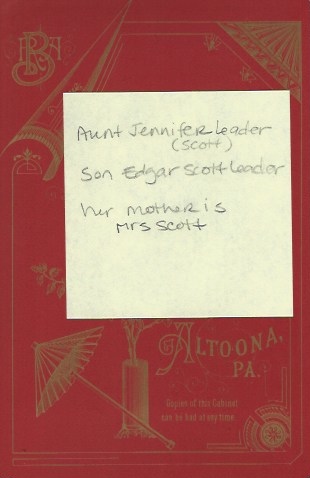 Aunt Jennifer Leader
(Scott)
Son Edgar Scott Leader
her mother is
Mrs Scott
ALTOONA,
PA.
Copies of this Cabinet
can be had at any time